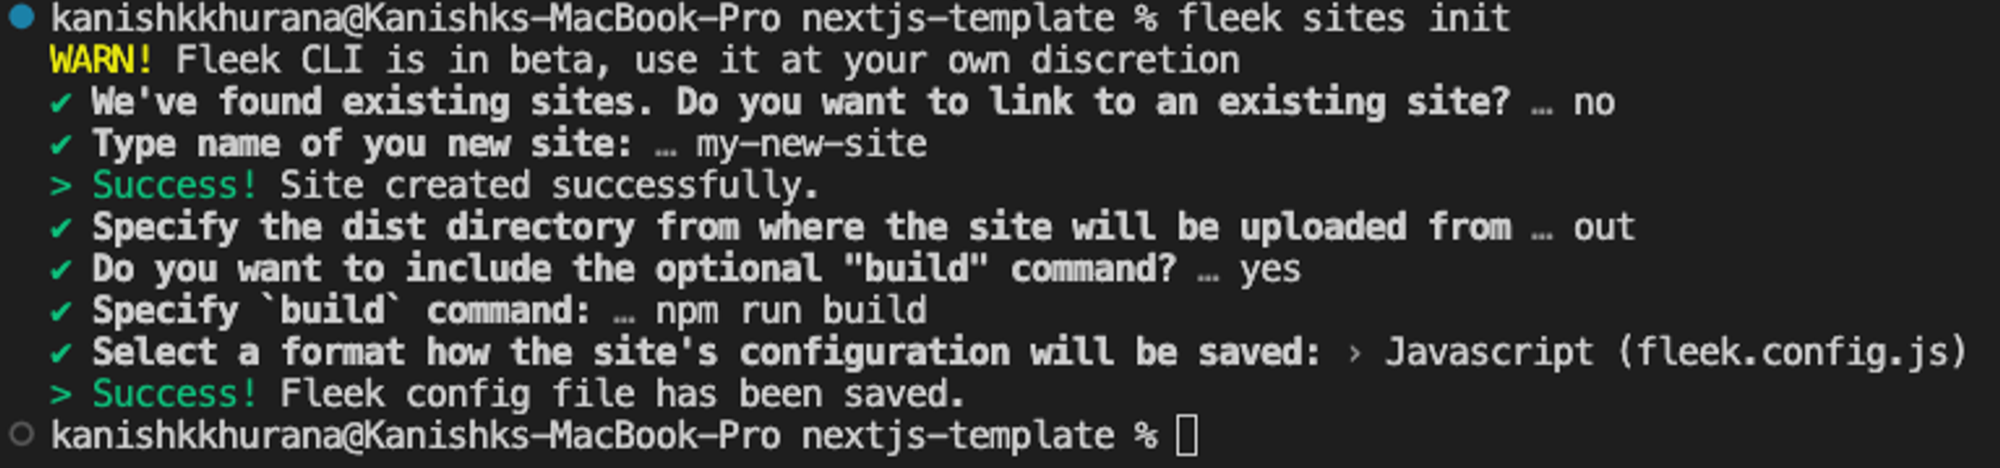 kanishkkhurana@Kanishks-MacBook-Pro nextjs-template % fleek sites init
WARN! Fleek CLI is in beta, use it at your own discretion
✔ We've found existing sites. Do you want to link to an existing site? … no
✔ Type name of you new site: … my-new-site
> Success! Site created successfully.
✔ Specify the dist directory from where the site will be uploaded from … out
✔ Do you want to include the optional "build" command? … yes
✔ Specify `build` command: … npm run build
✔ Select a format how the site's configuration will be saved: › Javascript (fleek.config.js)
> Success! Fleek config file has been saved.
kanishkkhurana@Kanishks-MacBook-Pro nextjs-template %